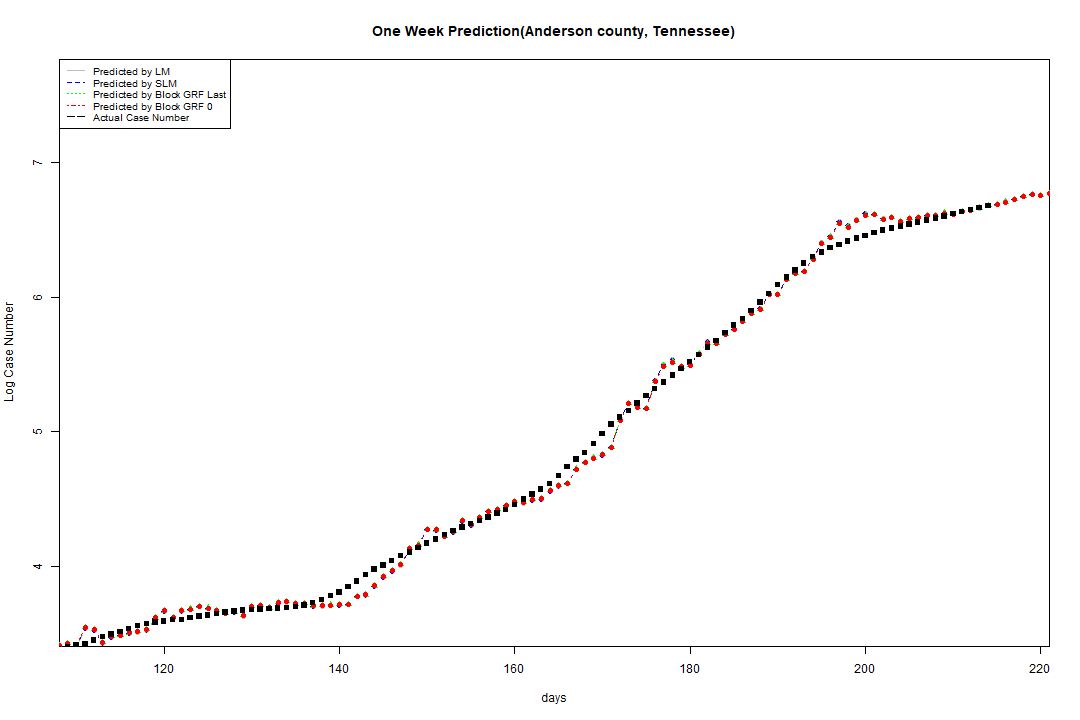 One Week Prediction(Anderson county, Tennessee)
Predicted by LM
Predicted by SLM
Predicted by Block GRF Last
Predicted by Block GRF 0
Actual Case Number
7
6
5
4
Log Case Number
120 140 160 180 200 220
days